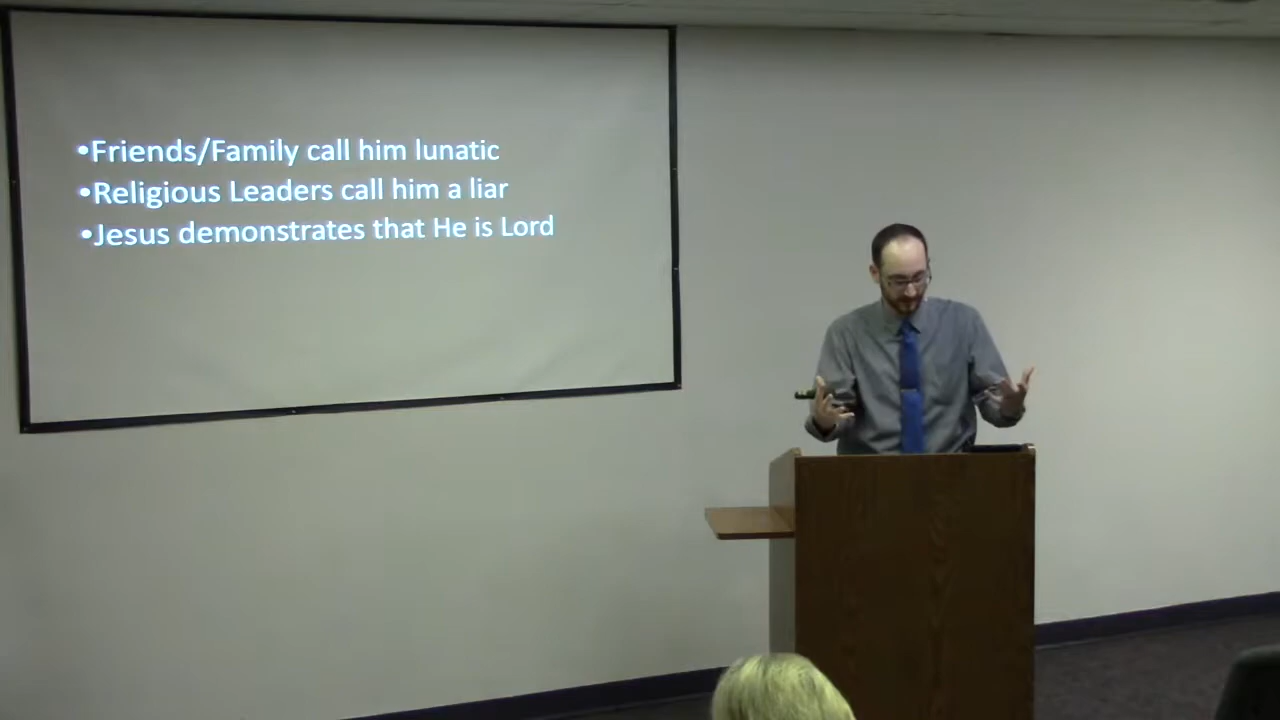 •Friends/Family call him lunatic
•Religious Leaders call him a liar
•Jesus demonstrates that He is Lord